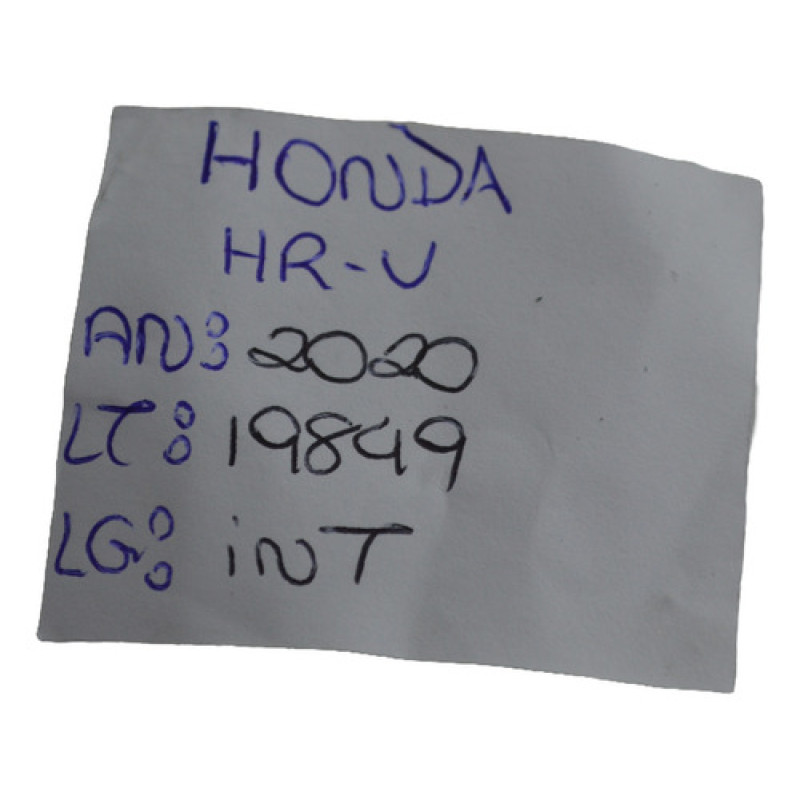 HONDA
HR-V
AN: 2020
LT: 19849
LG: iNT